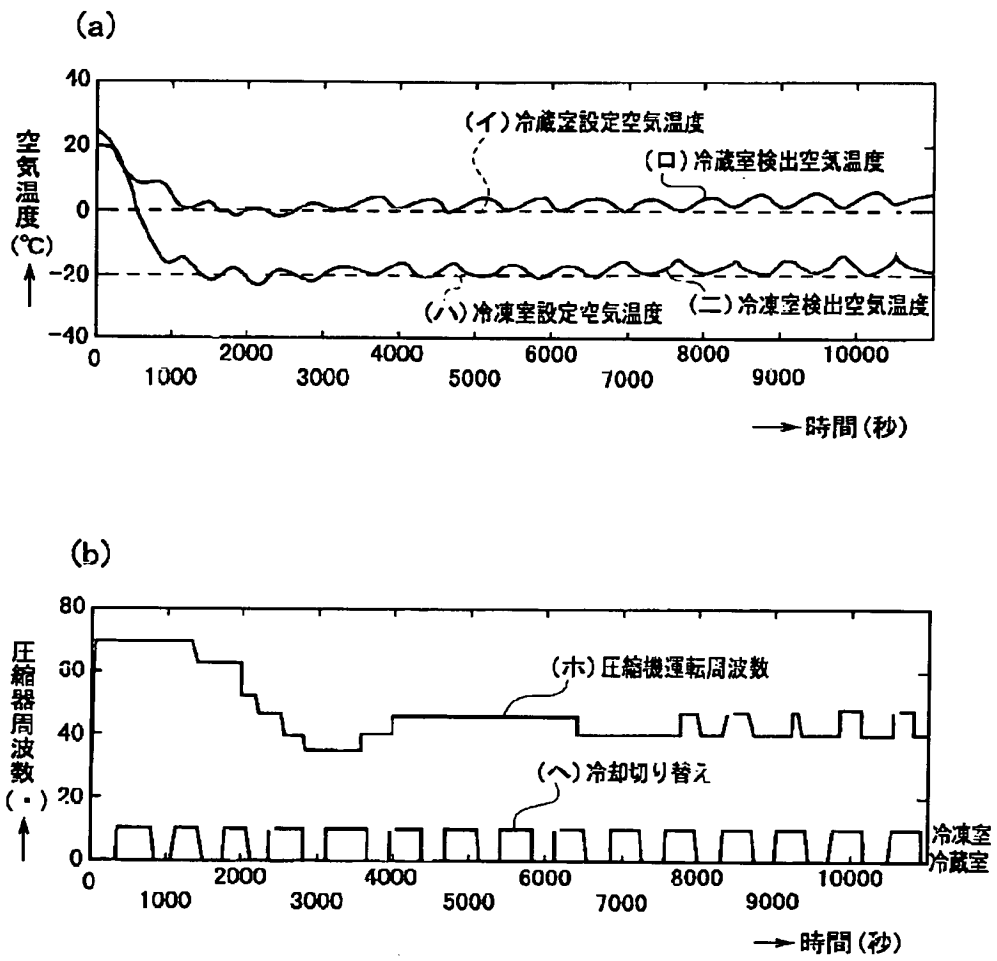 (a)
40
20
0
-20
-40
空気温度
(℃)
(イ)冷蔵室設定空気温度
(ロ)冷蔵室検出空気温度
(ハ)冷凍室設定空気温度
(ニ)冷凍室検出空気温度
0 2000 4000 6000 8000 10000
1000 3000 5000 7000 9000
時間(秒)
(b)
80
60
40
20
0
圧縮器周波数
(・)
(ホ)圧縮機運転周波数
(ヘ)冷却切り替え
冷凍室
冷蔵室
0 2000 4000 6000 8000 10000
1000 3000 5000 7000 9000
時間(秒)